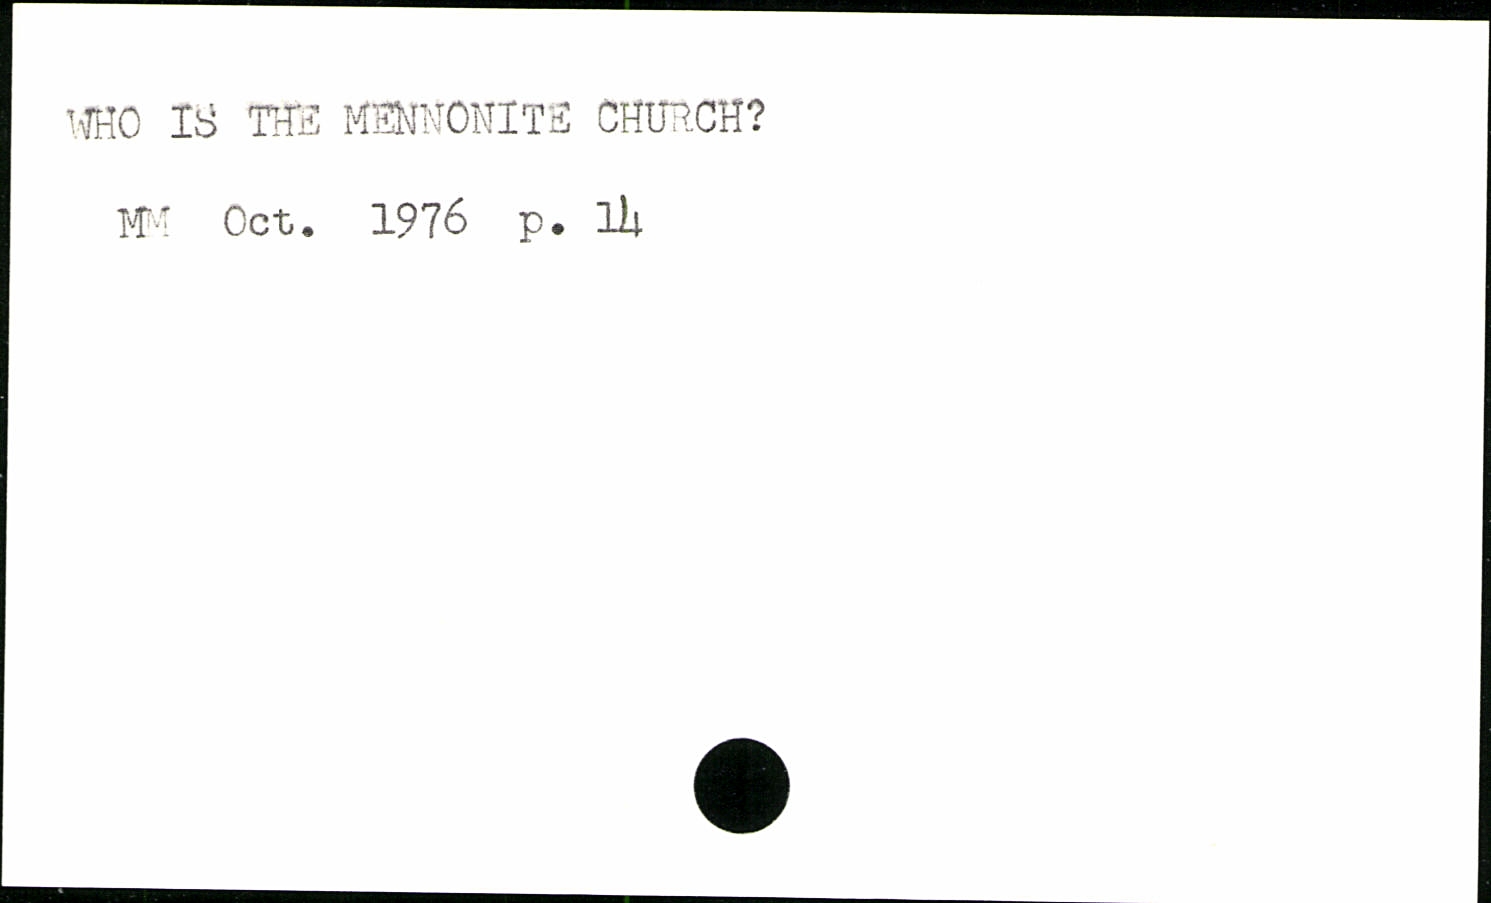 WHO IS THE MENNONITE CHURCH?
MM Oct. 1976 p. 14